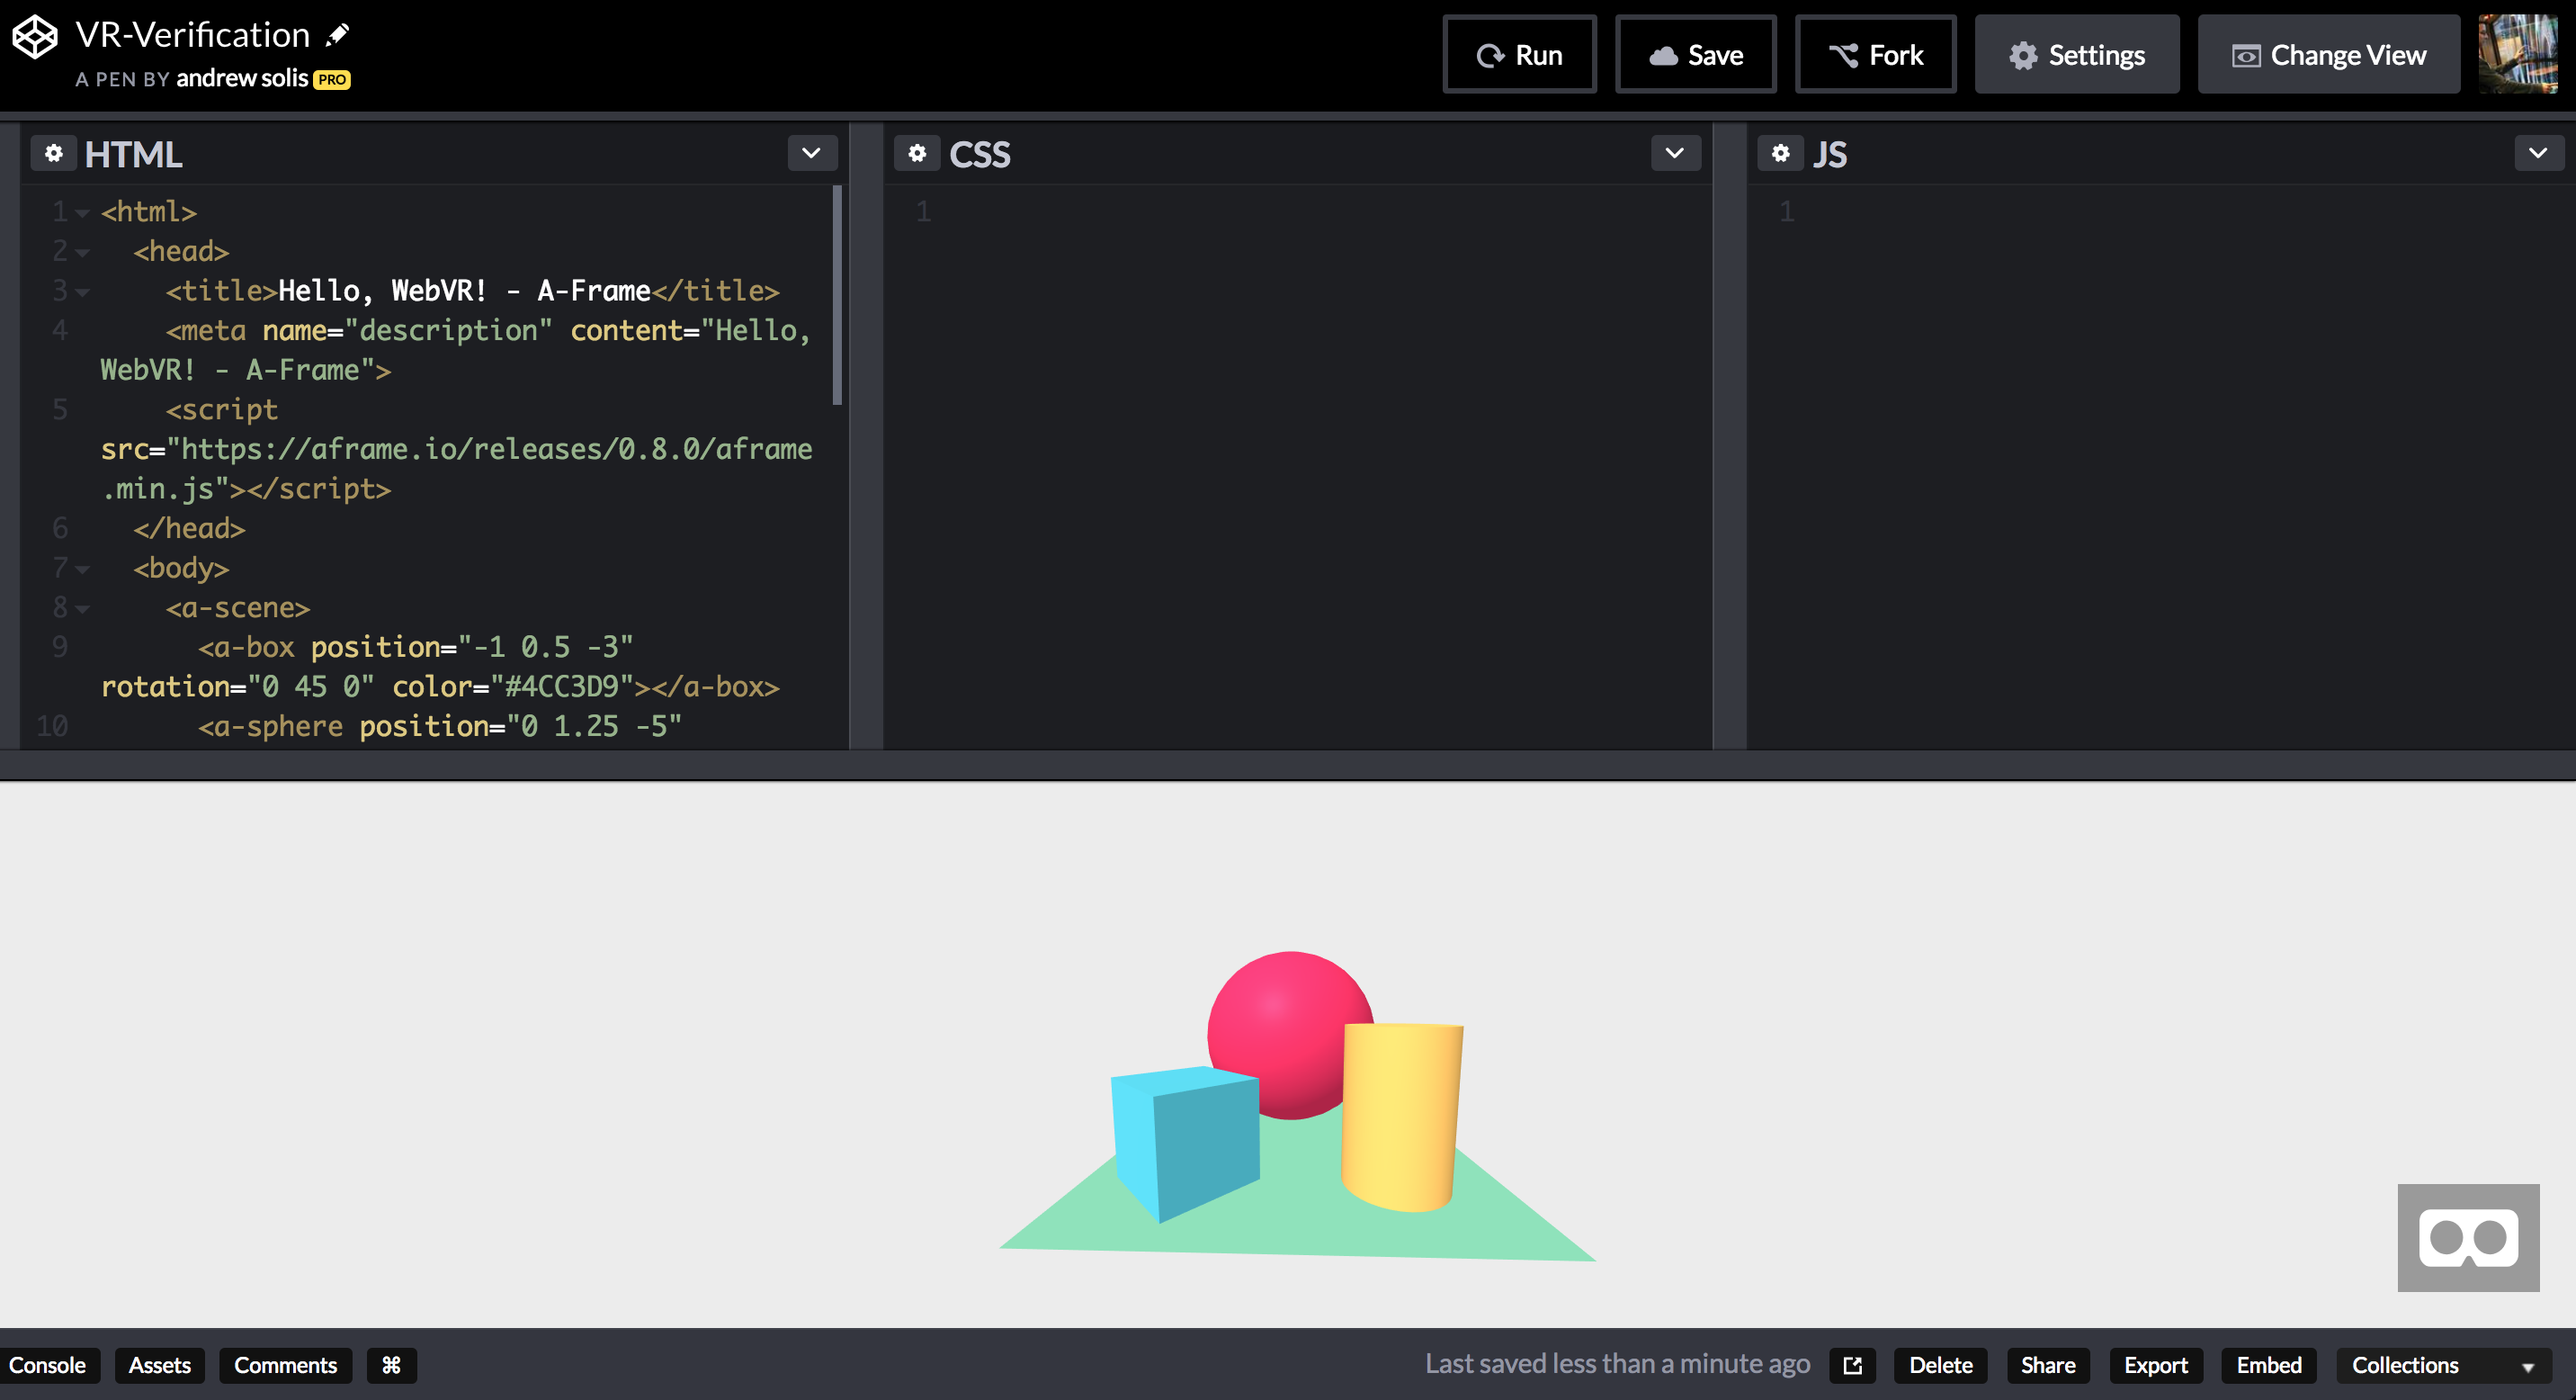 VR-Verification
A PEN BY andrew solis PRO
Run
Save
Fork
Settings
Change View
HTML
1 <html>
2 <head>
3 <title>Hello, WebVR! - A-Frame</title>
4 <meta name="description" content="Hello,
WebVR! - A-Frame">
5 <script
src="https://aframe.io/releases/0.8.0/aframe
.min.js"></script>
6 </head>
7 <body>
8 <a-scene>
9 <a-box position="-1 0.5 -3"
rotation="0 45 0" color="#4CC3D9"></a-box>
10 <a-sphere position="0 1.25 -5"
CSS
1
JS
1
Console
Assets
Comments
⌘
Last saved less than a minute ago
Delete
Share
Export
Embed
Collections